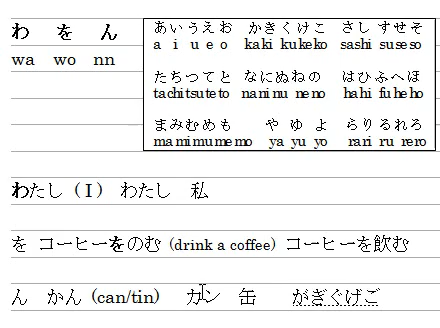 わ を ん
wa wo nn
あいうえお かきくけこ さしすせそ
a i u e o kaki kukeko sashi suseso
たちつてと なにぬねの はひふへほ
tachitsuteto naninu neno hahi fuheho
まみむめも や ゆ よ らりるれろ
mamimumemo ya yu yo rari ru rero
わたし (I) わたし 私
を コーヒーをのむ (drink a coffee) コーヒーを飲む
ん かん (can/tin) カン 缶 がぎぐげご